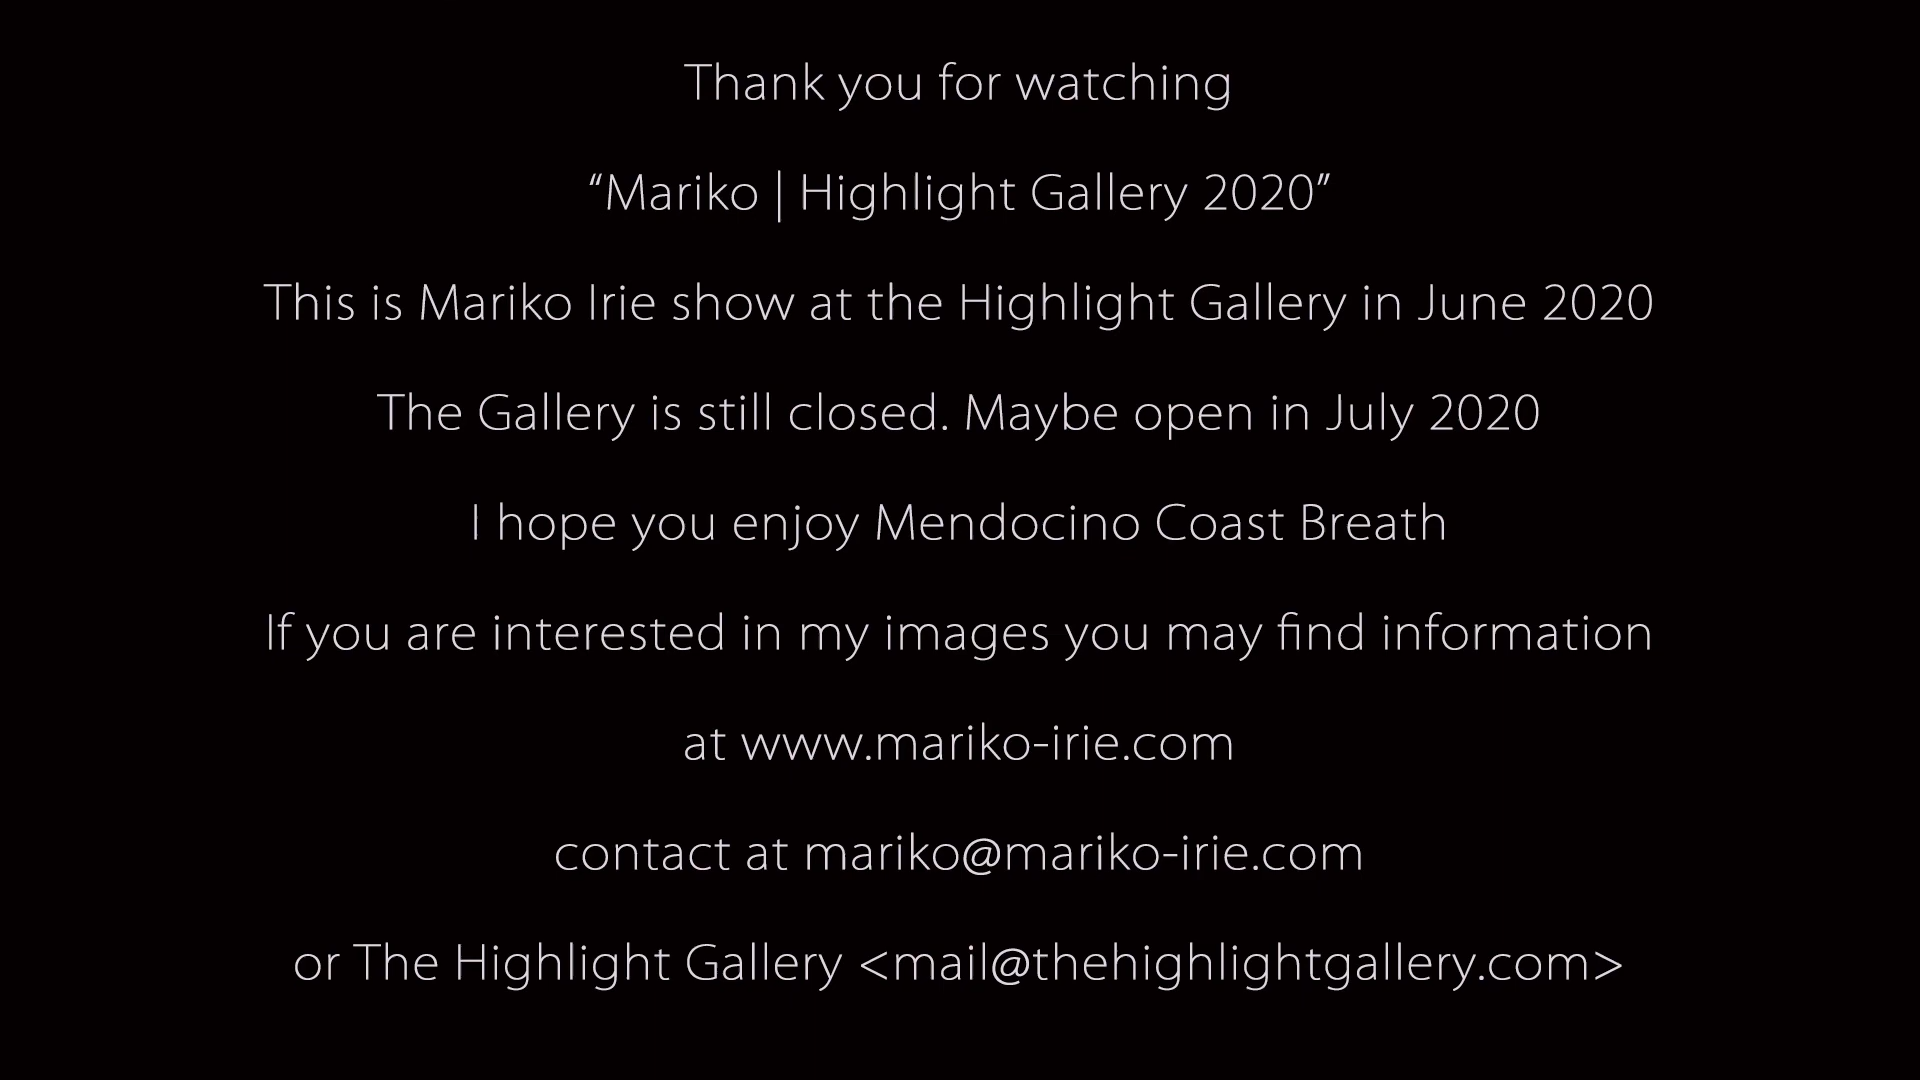 Thank you for watching
“Mariko | Highlight Gallery 2020”
This is Mariko Irie show at the Highlight Gallery in June 2020
The Gallery is still closed. Maybe open in July 2020
I hope you enjoy Mendocino Coast Breath
If you are interested in my images you may find information
at www.mariko-irie.com
contact at mariko@mariko-irie.com
or The Highlight Gallery <mail@thehighlightgallery.com>